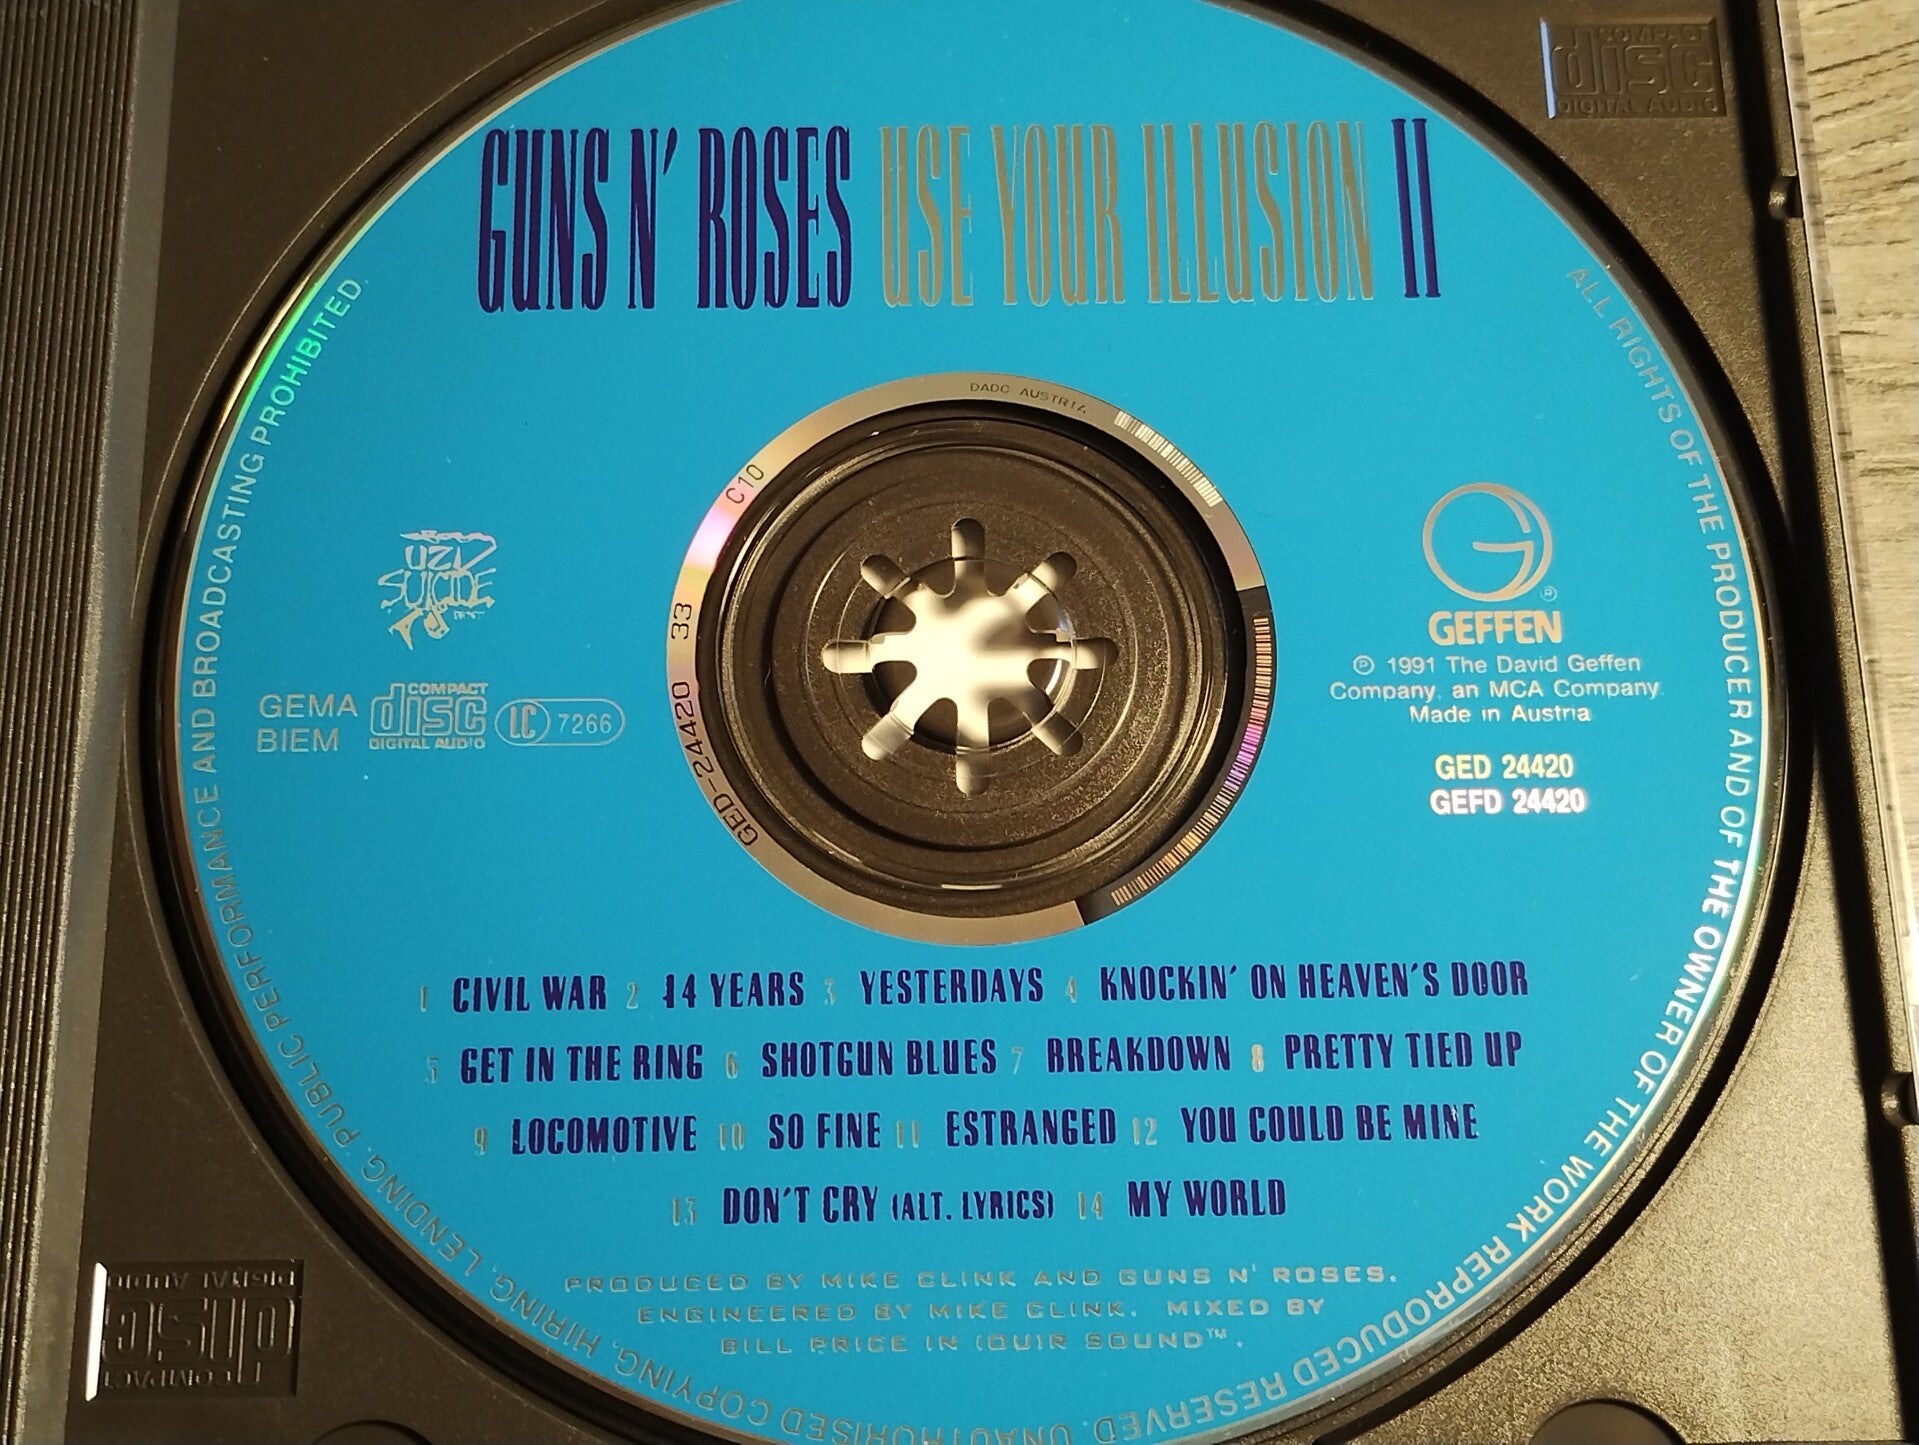 COMPACT
disc
DIGITAL AUDIO
GUNS N' ROSES USE YOUR ILLUSION II
DADC AUSTRIA
C10
GED-24420 33
UZI
SUICIDE
GEMA
BIEM
COMPACT
disc
DIGITAL AUDIO
LC 7266
G
®
GEFFEN
℗ 1991 The David Geffen
Company, an MCA Company.
Made in Austria
GED 24420
GEFD 24420
1 CIVIL WAR 2 14 YEARS 3 YESTERDAYS 4 KNOCKIN' ON HEAVEN'S DOOR
5 GET IN THE RING 6 SHOTGUN BLUES 7 BREAKDOWN 8 PRETTY TIED UP
9 LOCOMOTIVE 10 SO FINE 11 ESTRANGED 12 YOU COULD BE MINE
13 DON'T CRY (ALT. LYRICS) 14 MY WORLD
PRODUCED BY MIKE CLINK AND GUNS N' ROSES.
ENGINEERED BY MIKE CLINK. MIXED BY
BILL PRICE IN (OUI)R SOUND™.
ALL RIGHTS OF THE PRODUCER AND OF THE OWNER OF THE WORK REPRODUCED RESERVED. UNAUTHORISED COPYING, HIRING, LENDING, PUBLIC PERFORMANCE AND BROADCASTING PROHIBITED.
COMPACT
disc
DIGITAL AUDIO